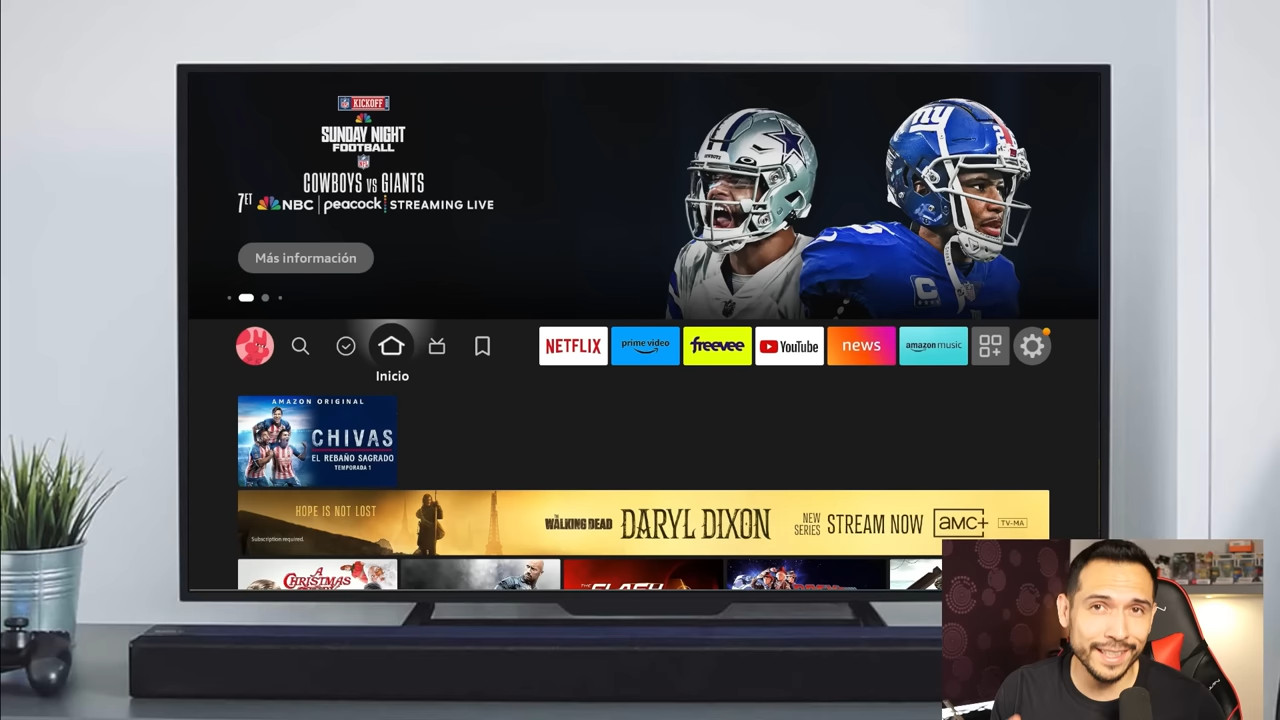 KICKOFF
SUNDAY NIGHT
FOOTBALL
COWBOYS VS GIANTS
7ET NBC | peacock STREAMING LIVE
Más información
NETFLIX
prime video
freevee
YouTube
news
amazon music
Inicio
AMAZON ORIGINAL
CHIVAS
EL REBAÑO SAGRADO
TEMPORADA 1
HOPE IS NOT LOST
Subscription required.
THE WALKING DEAD DARYL DIXON NEW SERIES STREAM NOW amc+ TV-MA
A
CHRISTMAS
THE